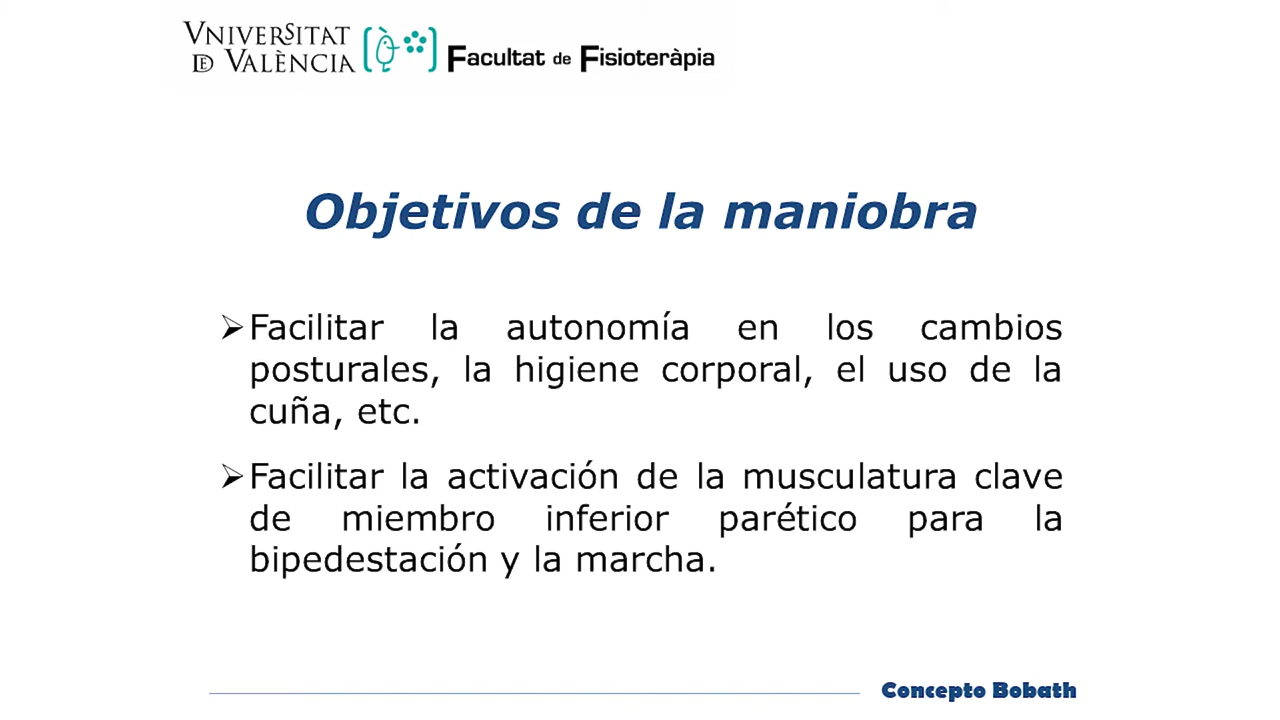 VNIVERSITAT
DE VALÈNCIA
Facultat de Fisioteràpia
Objetivos de la maniobra
➢Facilitar la autonomía en los cambios
posturales, la higiene corporal, el uso de la
cuña, etc.
➢Facilitar la activación de la musculatura clave
de miembro inferior parético para la
bipedestación y la marcha.
Concepto Bobath